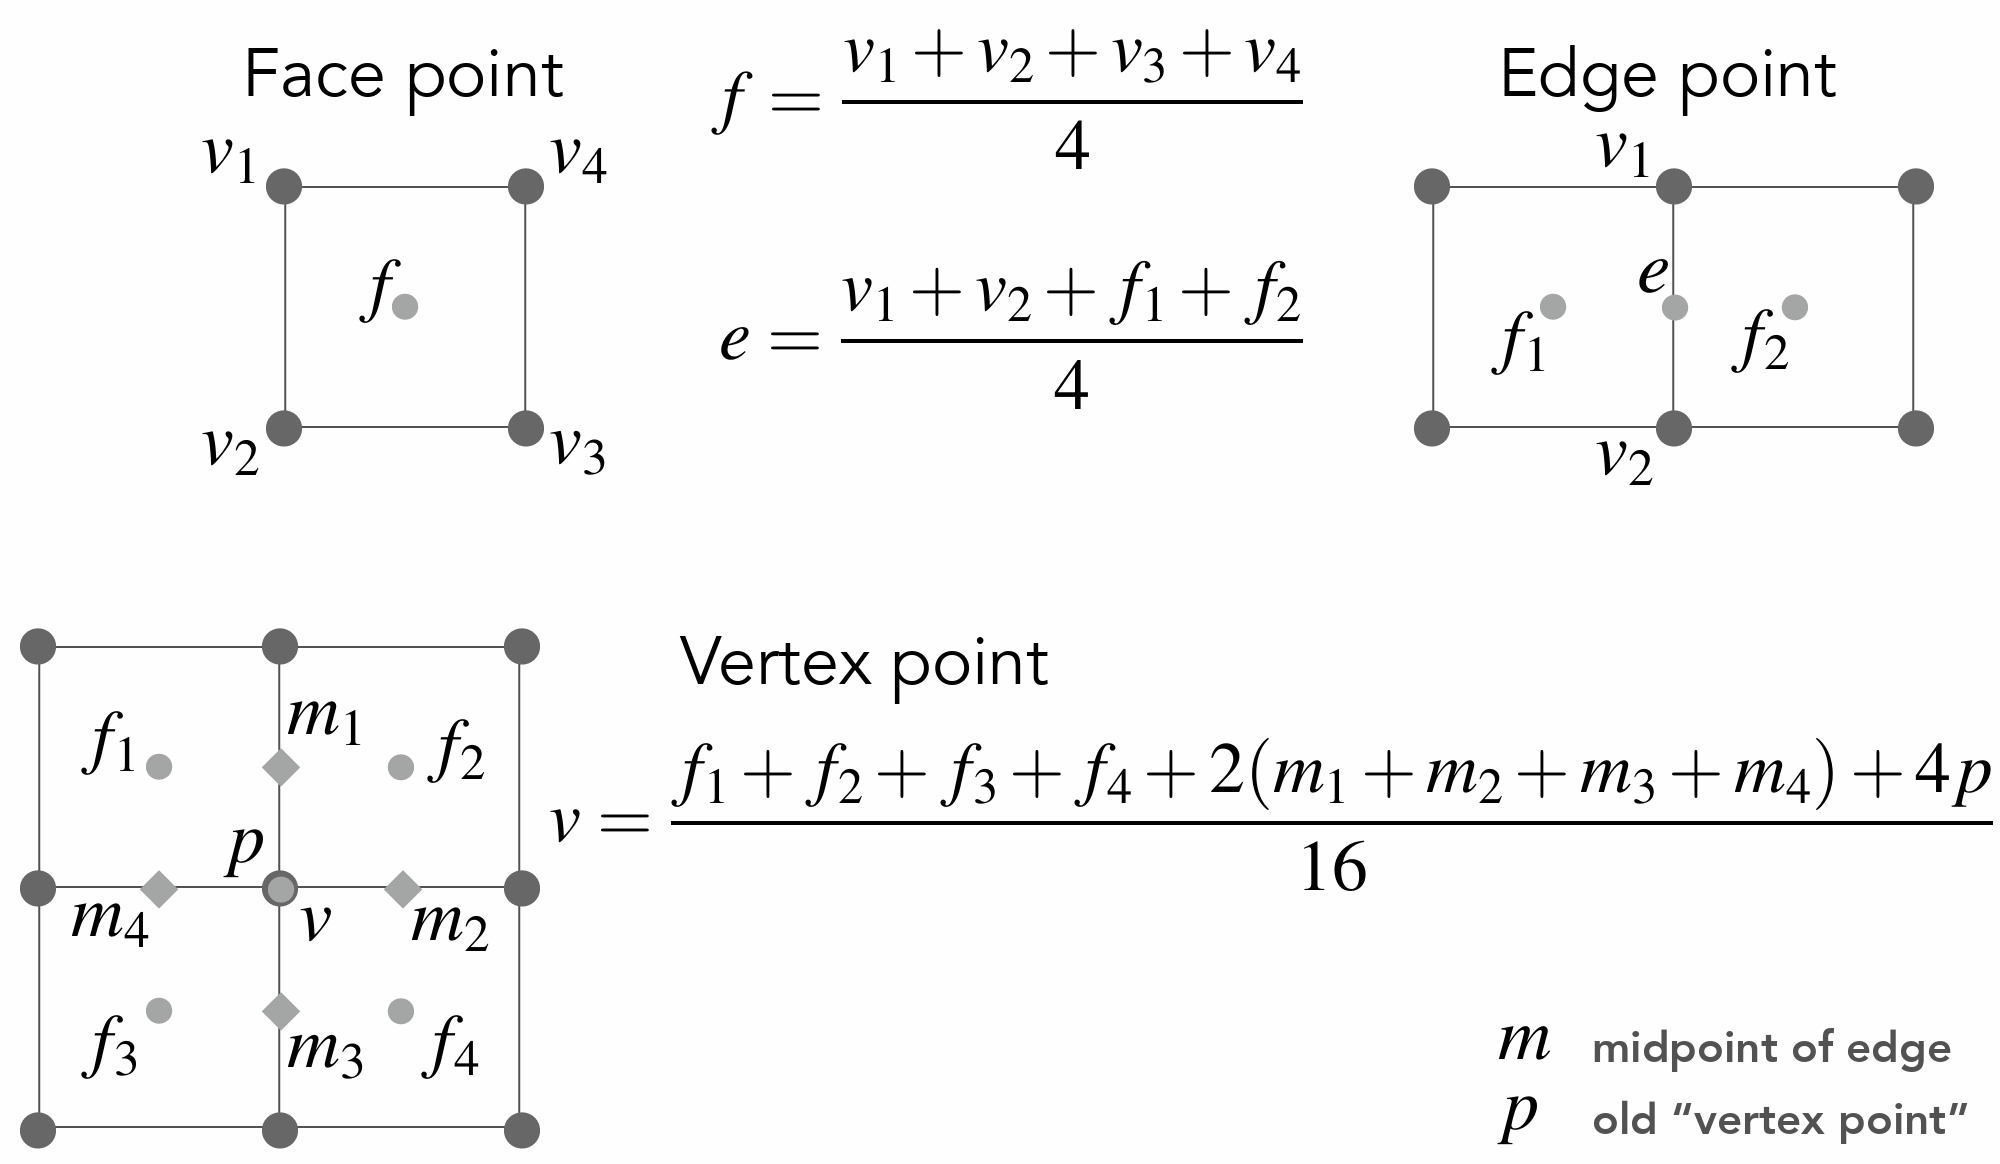 Face point
v1 v4
f
v2 v3
f = (v1 + v2 + v3 + v4) / 4
e = (v1 + v2 + f1 + f2) / 4
Edge point
v1
e
f1 f2
v2
f1 m1 f2
p
m4 v m2
f3 m3 f4
Vertex point
v = (f1 + f2 + f3 + f4 + 2(m1 + m2 + m3 + m4) + 4p) / 16
m midpoint of edge
p old “vertex point”